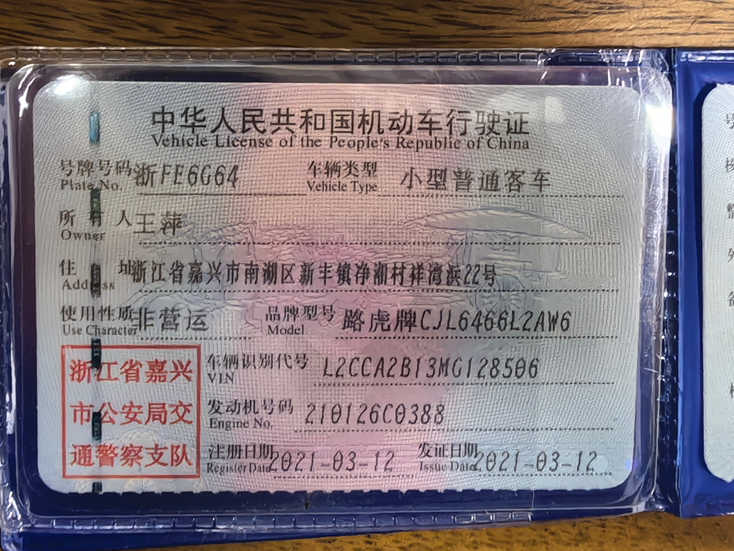 中华人民共和国机动车行驶证
Vehicle License of the People's Republic of China
号牌号码 浙FE6G64 车辆类型 小型普通客车
Plate No. Vehicle Type
所有人 王萍
Owner
住址 浙江省嘉兴市南湖区新丰镇净湘村祥湾浜22号
Address
使用性质 非营运 品牌型号 路虎牌CJL6466L2AW6
Use Character Model
浙江省嘉兴
市公安局交
通警察支队
车辆识别代号 L2CCA2B13MG128506
VIN
发动机号码 210126C0388
Engine No.
注册日期 2021-03-12 发证日期 2021-03-12
Register Date Issue Date